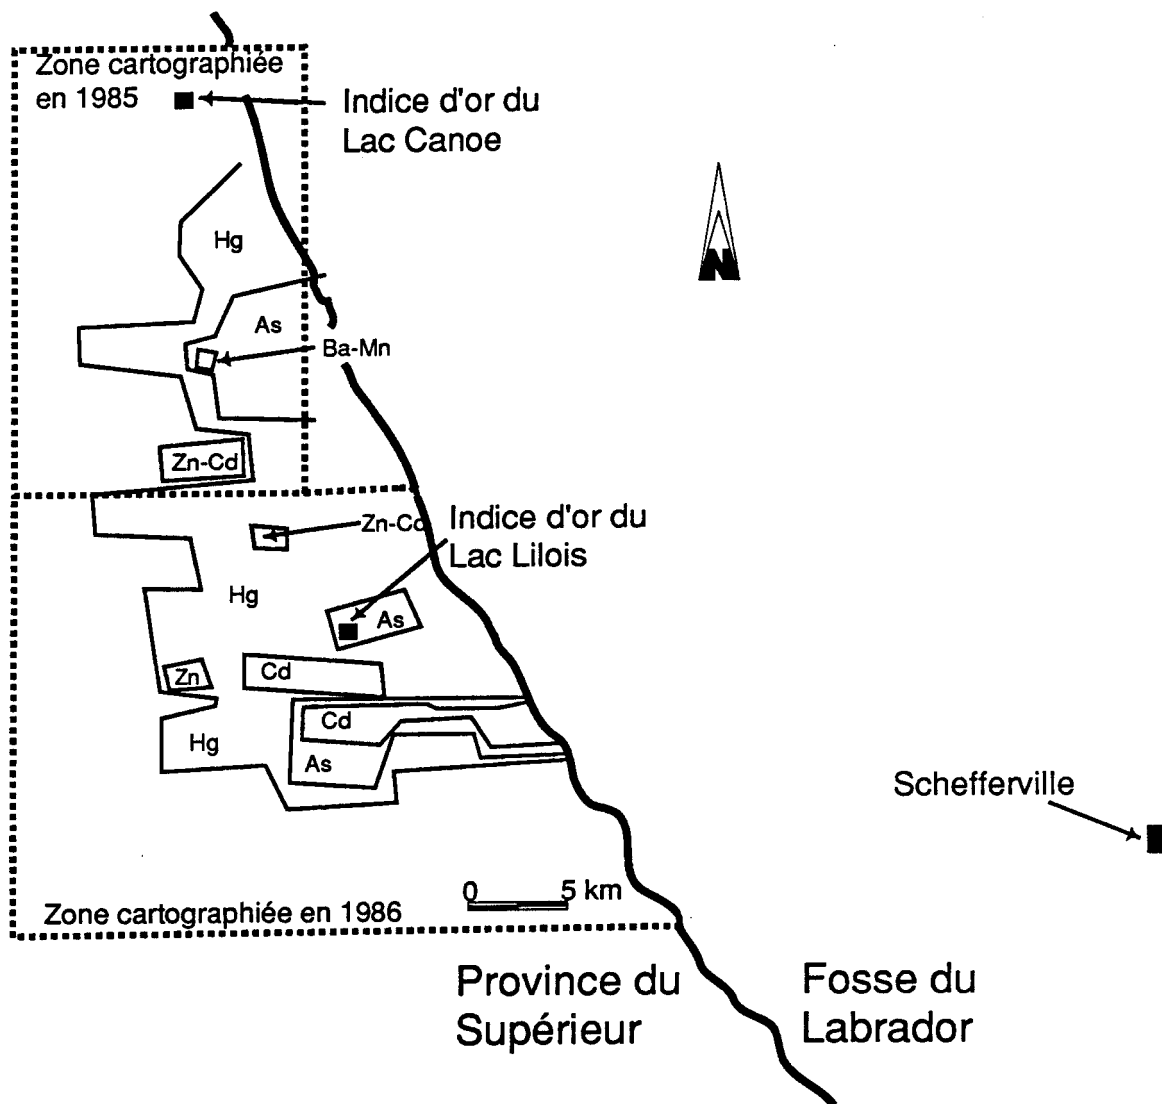 Zone cartographiée
en 1985
Indice d'or du
Lac Canoe
N
Hg
As
Ba-Mn
Zn-Cd
Zn-Cd
Indice d'or du
Lac Lilois
Hg
As
Zn
Cd
Cd
Hg
As
Schefferville
0 5 km
Zone cartographiée en 1986
Province du
Supérieur
Fosse du
Labrador